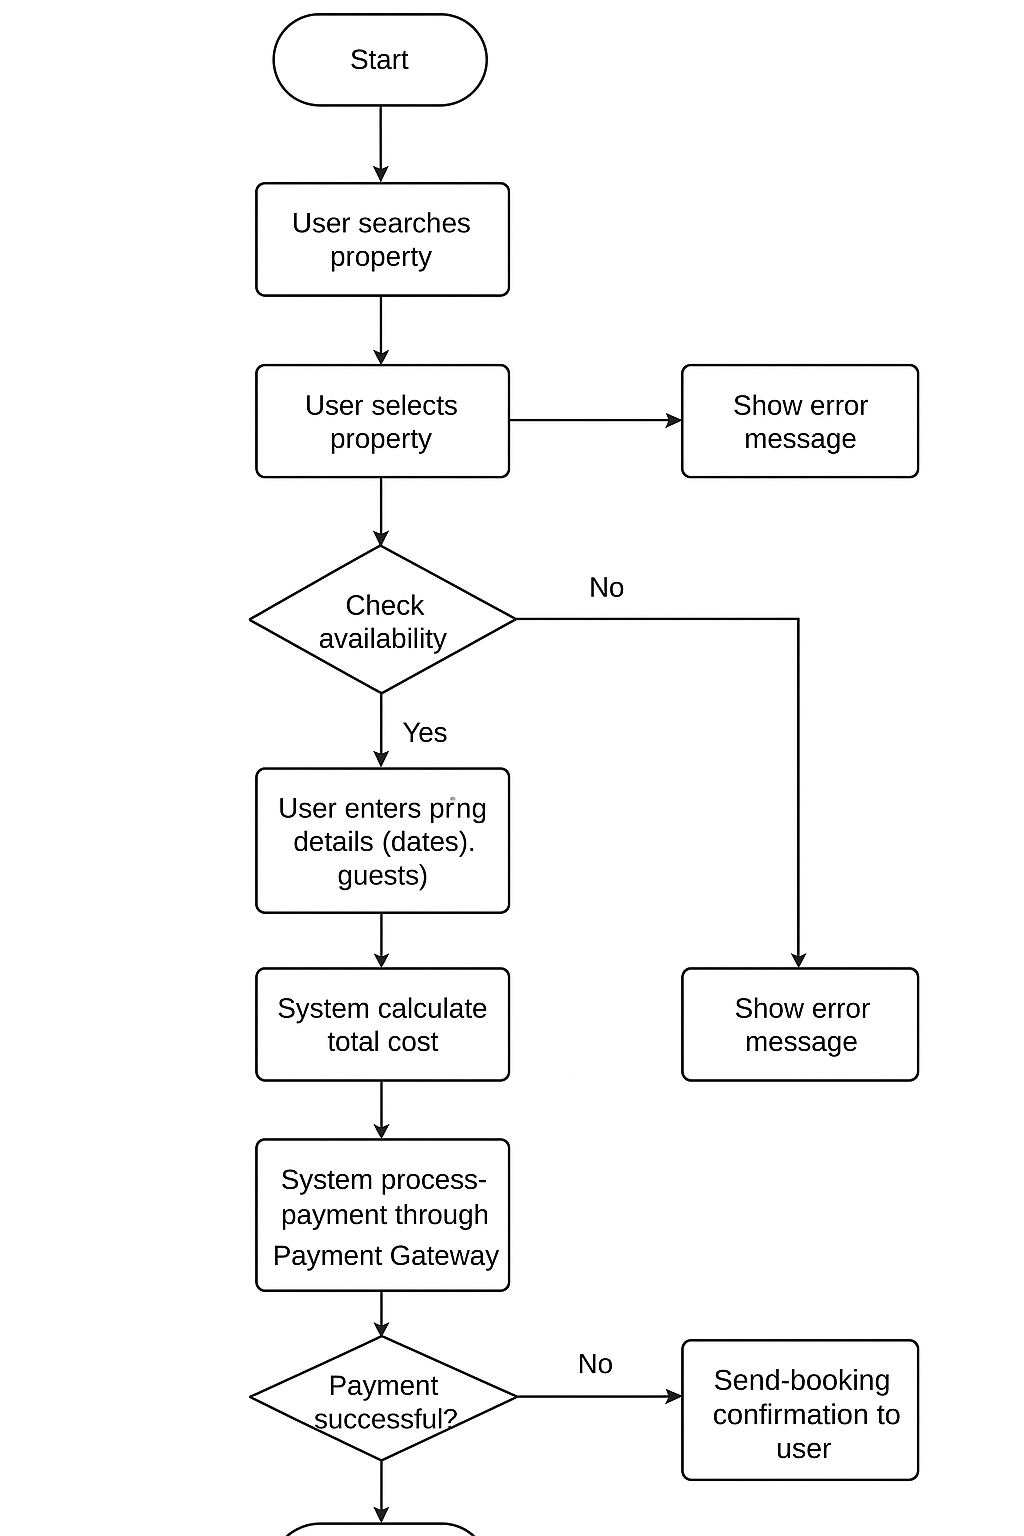 Start
User searches
property
User selects
property
Show error
message
Check
availability
No
Yes
User enters prng
details (dates).
guests)
System calculate
total cost
Show error
message
System process-
payment through
Payment Gateway
Payment
successful?
No
Send-booking
confirmation to
user